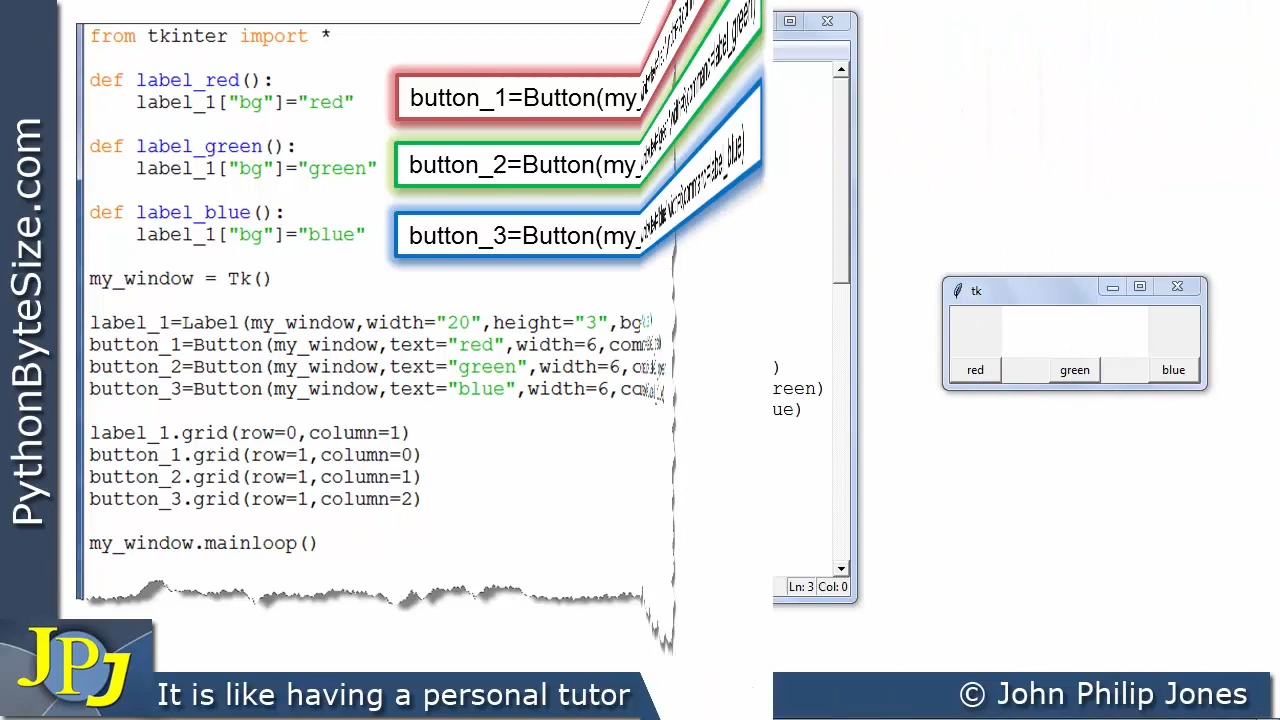 from tkinter import *
def label_red():
label_1["bg"]="red"
def label_green():
label_1["bg"]="green"
def label_blue():
label_1["bg"]="blue"
my_window = Tk()
label_1=Label(my_window,width="20",height="3",bg
button_1=Button(my_window,text="red",width=6,com
button_2=Button(my_window,text="green",width=6,c
button_3=Button(my_window,text="blue",width=6,co
label_1.grid(row=0,column=1)
button_1.grid(row=1,column=0)
button_2.grid(row=1,column=1)
button_3.grid(row=1,column=2)
my_window.mainloop()
button_1=Button(my_
button_2=Button(my_
command=label_green)
button_3=Button(my_
command=label_blue)
)
reen)
ue)
Ln: 3 Col: 0
tk
red green blue
PythonByteSize.com
JPJ
It is like having a personal tutor
© John Philip Jones